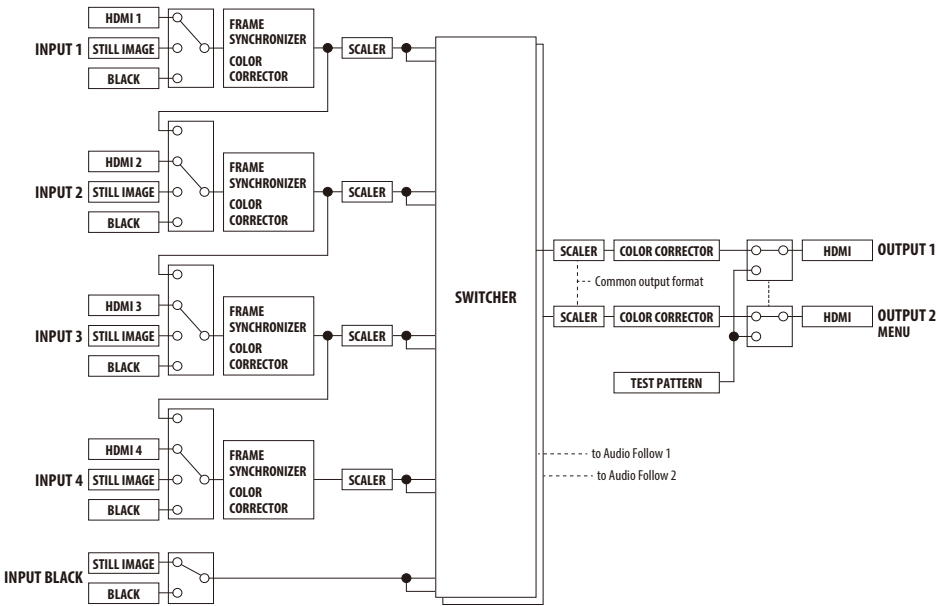 HDMI 1
INPUT 1
STILL IMAGE
BLACK
FRAME
SYNCHRONIZER
COLOR
CORRECTOR
SCALER
HDMI 2
INPUT 2
STILL IMAGE
BLACK
FRAME
SYNCHRONIZER
COLOR
CORRECTOR
SCALER
HDMI 3
INPUT 3
STILL IMAGE
BLACK
FRAME
SYNCHRONIZER
COLOR
CORRECTOR
SCALER
HDMI 4
INPUT 4
STILL IMAGE
BLACK
FRAME
SYNCHRONIZER
COLOR
CORRECTOR
SCALER
INPUT BLACK
STILL IMAGE
BLACK
SWITCHER
SCALER
COLOR CORRECTOR
HDMI
OUTPUT 1
Common output format
SCALER
COLOR CORRECTOR
HDMI
OUTPUT 2
MENU
TEST PATTERN
to Audio Follow 1
to Audio Follow 2